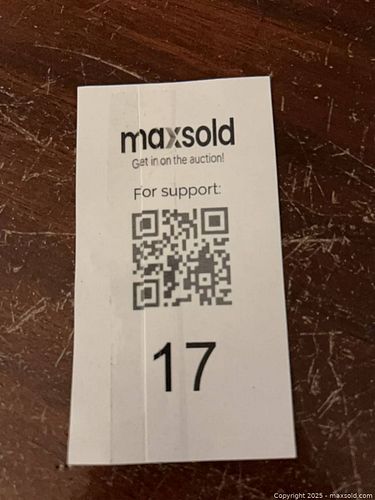 maxsold
Get in on the auction!
For support:
17
Copyright 2025 - maxsold.com